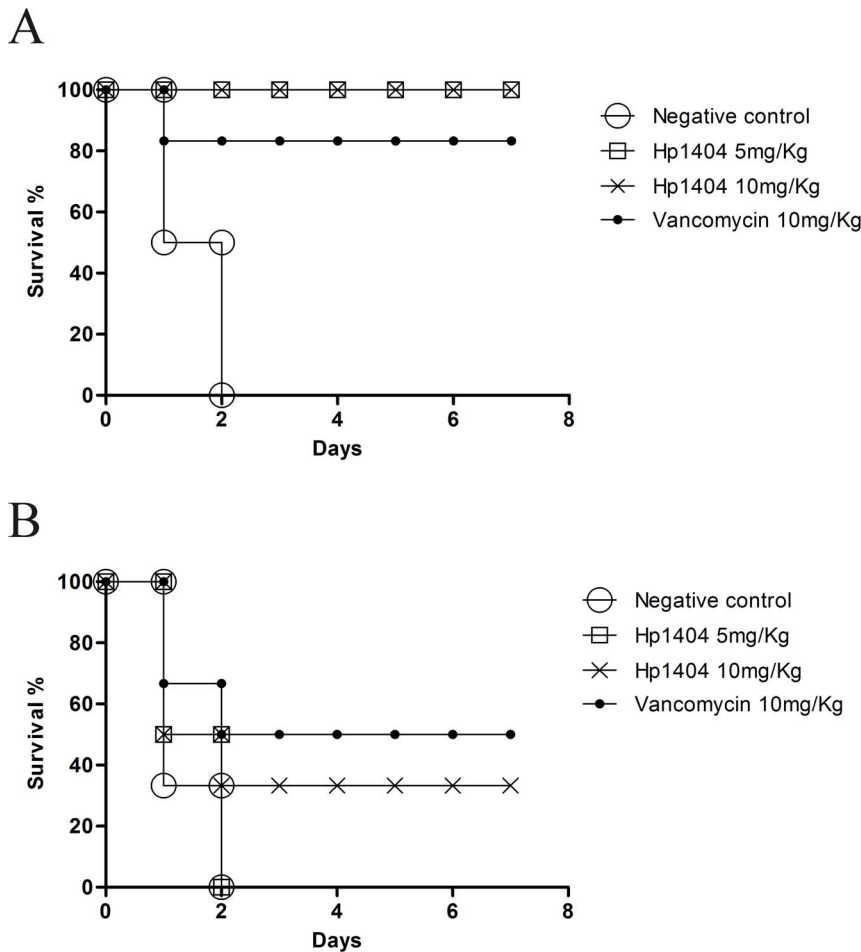 A
100
80
60
40
20
0
Survival %
0 2 4 6 8
Days
Negative control
Hp1404 5mg/Kg
Hp1404 10mg/Kg
Vancomycin 10mg/Kg
B
100
80
60
40
20
0
Survival %
0 2 4 6 8
Days
Negative control
Hp1404 5mg/Kg
Hp1404 10mg/Kg
Vancomycin 10mg/Kg